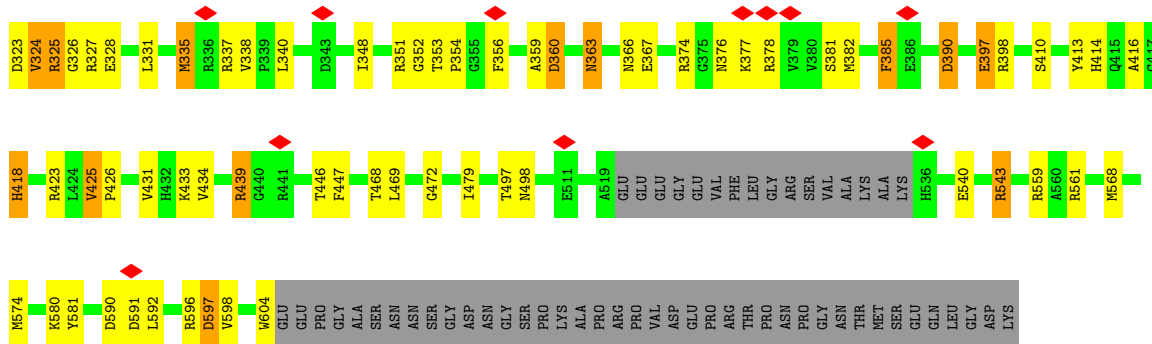 D323 V324 R325 G326 R327 E328 L331 M335 R336 R337 V338 P339 L340 D343 I348 R351 G352 T353 P354 G355 F356 A359 D360 N363 N366 E367 R374 G375 N376 K377 R378 V379 V380 S381 M382 F385 E386 D390 E397 R398 S410 Y413 H414 Q415 A416 C417
H418 R423 L424 V425 P426 V431 H432 K433 V434 R439 G440 R441 T446 F447 T468 L469 G472 I479 T497 N498 E511 A519 GLU GLU GLU GLY GLU VAL PHE LEU GLY ARG SER VAL ALA LYS ALA LYS H536 E540 R543 R559 A560 R561 M568
M574 K580 Y581 D590 D591 L592 R596 D597 V598 W604 GLU GLU PRO GLY ALA SER ASN ASN SER GLY ASP ASN GLY SER PRO LYS ALA PRO ARG PRO VAL ASP GLU PRO ARG THR PRO ASN PRO GLY ASN THR MET SER GLU GLN LEU GLY ASP LYS